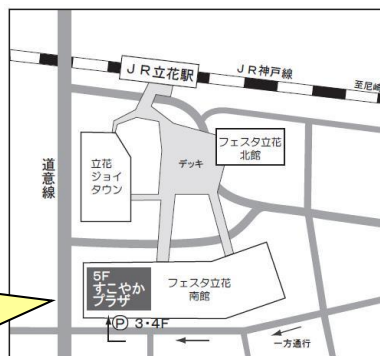 JR立花駅
JR神戸線
至尼崎
フェスタ立花
北館
デッキ
立花
ジョイ
タウン
道意線
5F
すこやか
プラザ
フェスタ立花
南館
Ⓟ 3・4F
一方通行